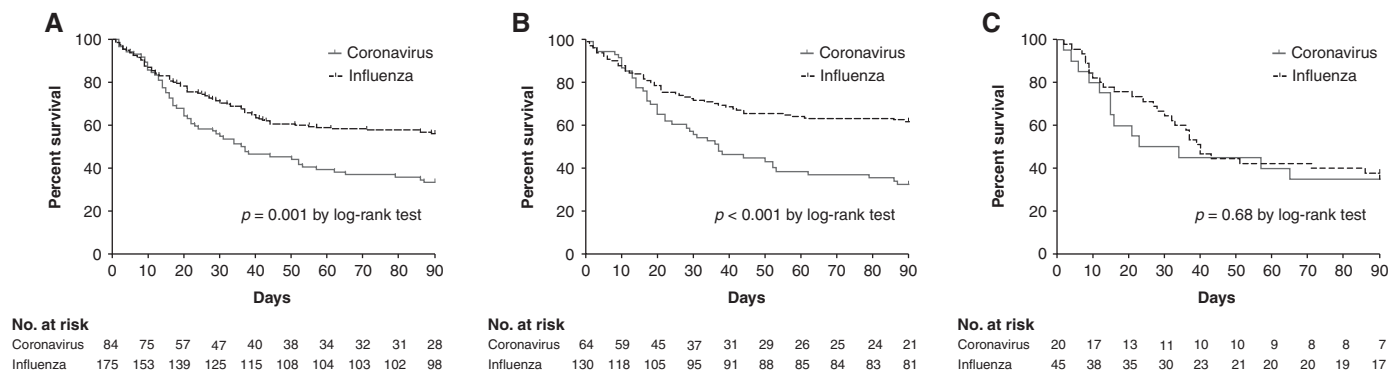 A
100
80
60
40
20
0
Percent survival
Coronavirus
Influenza
p = 0.001 by log-rank test
0 10 20 30 40 50 60 70 80 90
Days
No. at risk
Coronavirus 84 75 57 47 40 38 34 32 31 28
Influenza 175 153 139 125 115 108 104 103 102 98
B
100
80
60
40
20
0
Percent survival
Coronavirus
Influenza
p < 0.001 by log-rank test
0 10 20 30 40 50 60 70 80 90
Days
No. at risk
Coronavirus 64 59 45 37 31 29 26 25 24 21
Influenza 130 118 105 95 91 88 85 84 83 81
C
100
80
60
40
20
0
Percent survival
Coronavirus
Influenza
p = 0.68 by log-rank test
0 10 20 30 40 50 60 70 80 90
Days
No. at risk
Coronavirus 20 17 13 11 10 10 9 8 8 7
Influenza 45 38 35 30 23 21 20 20 19 17